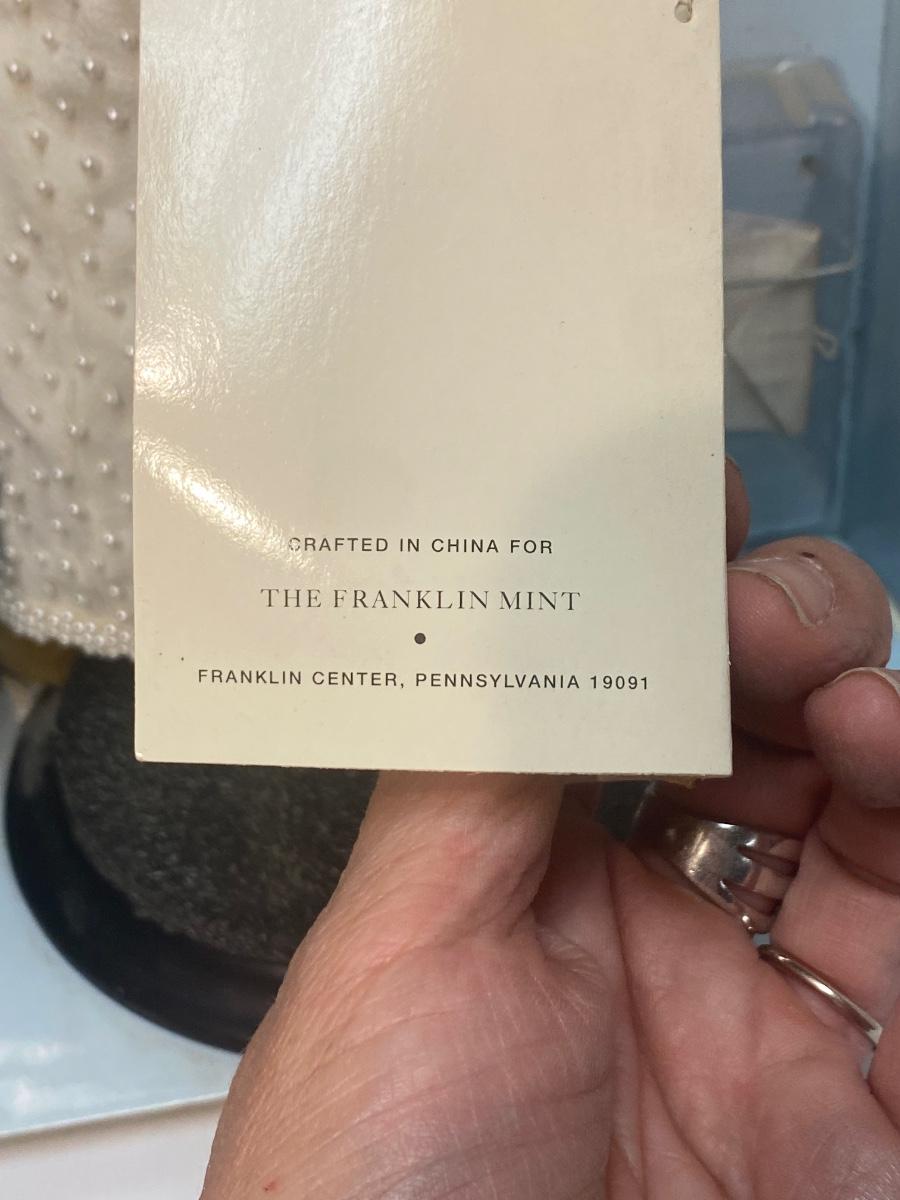 CRAFTED IN CHINA FOR
THE FRANKLIN MINT
•
FRANKLIN CENTER, PENNSYLVANIA 19091